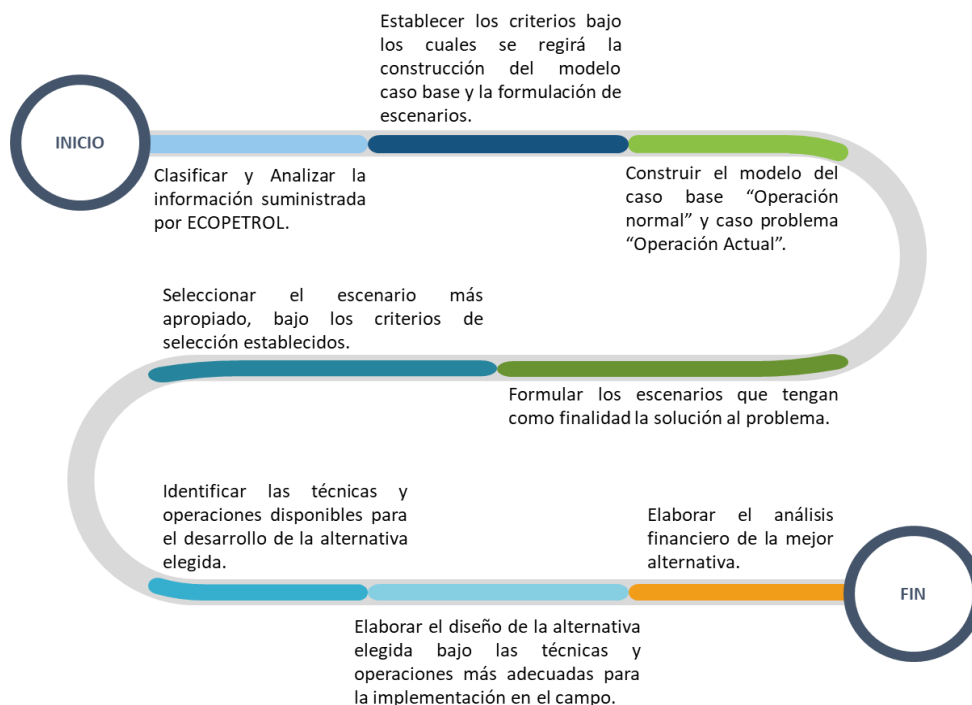 INICIO
Clasificar y Analizar la
información suministrada
por ECOPETROL.
Establecer los criterios bajo
los cuales se regirá la
construcción del modelo
caso base y la formulación de
escenarios.
Construir el modelo del
caso base “Operación
normal” y caso problema
“Operación Actual”.
Formular los escenarios que tengan
como finalidad la solución al problema.
Seleccionar el escenario más
apropiado, bajo los criterios de
selección establecidos.
Identificar las técnicas y
operaciones disponibles para
el desarrollo de la alternativa
elegida.
Elaborar el diseño de la alternativa
elegida bajo las técnicas y
operaciones más adecuadas para
la implementación en el campo.
Elaborar el análisis
financiero de la mejor
alternativa.
FIN